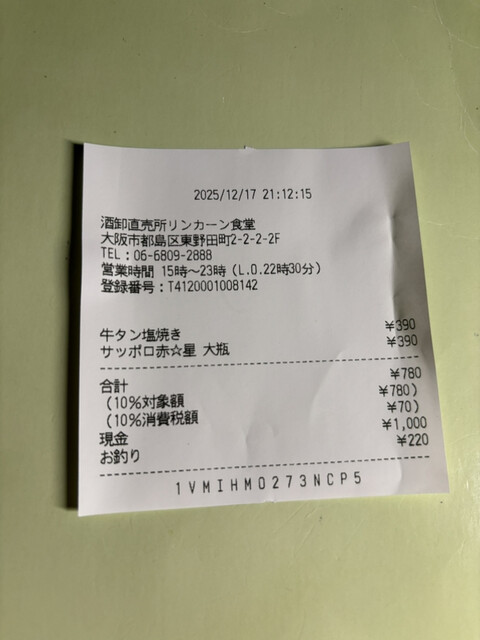 2025/12/17 21:12:15
酒卸直売所リンカーン食堂
大阪市都島区東野田町2-2-2-2F
TEL：06-6809-2888
営業時間 15時～23時（L.O.22時30分）
登録番号：T4120001008142
牛タン塩焼き ¥390
サッポロ赤☆星 大瓶 ¥390
合計 ¥780
（10%対象額 ¥780）
（10%消費税額 ¥70）
現金 ¥1,000
お釣り ¥220
1VMIHMO273NCP5